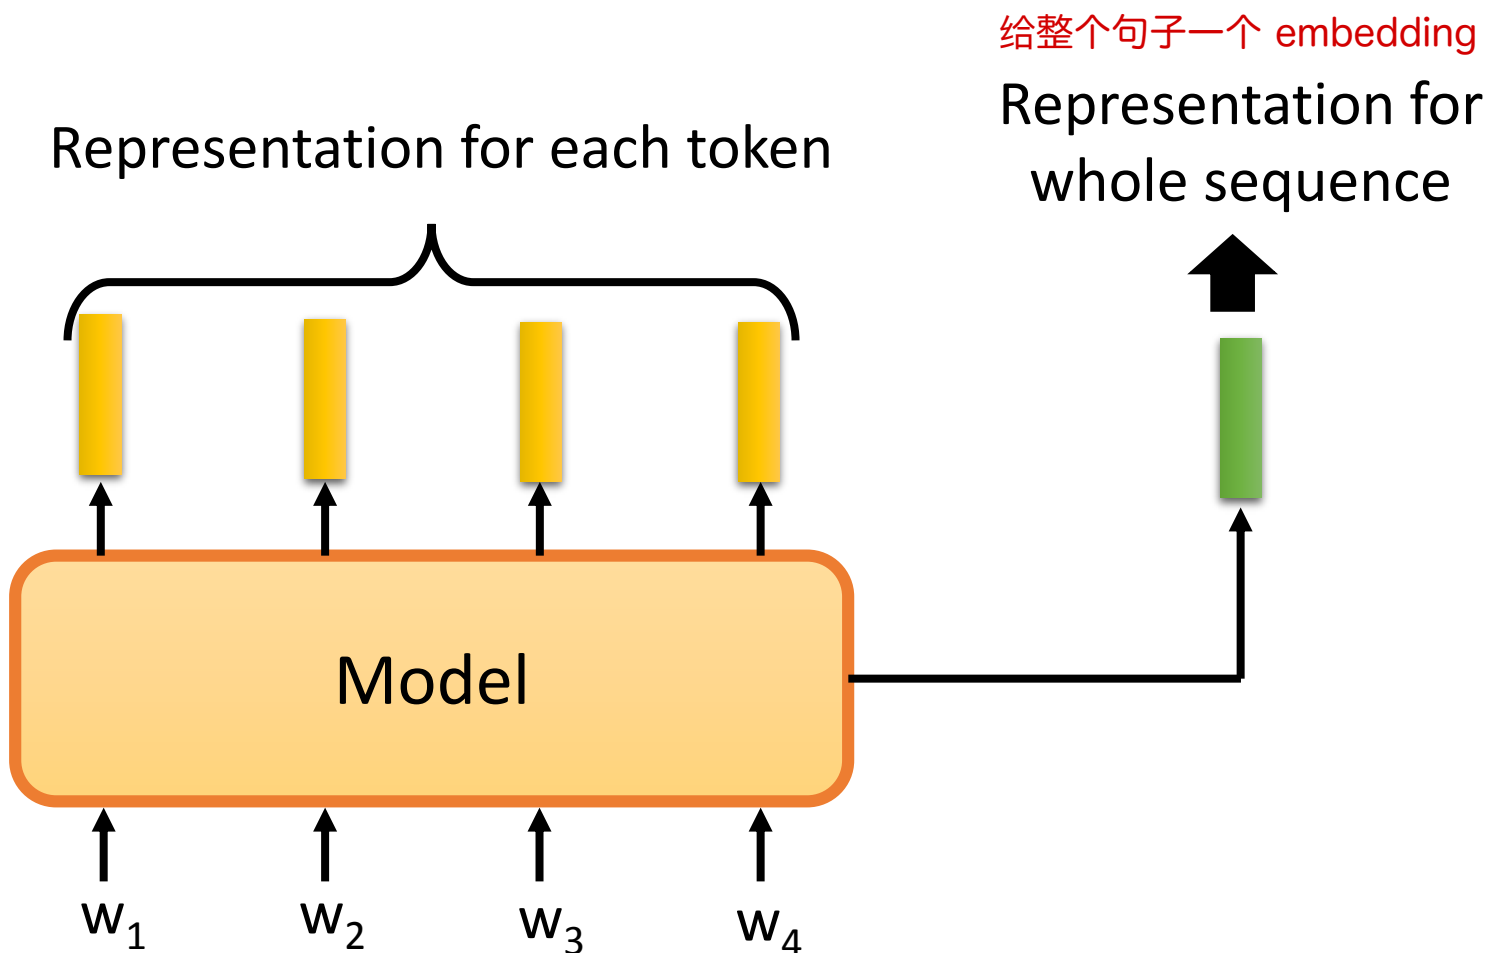 给整个句子一个 embedding
Representation for
whole sequence
Representation for each token
Model
w₁ w₂ w₃ w₄